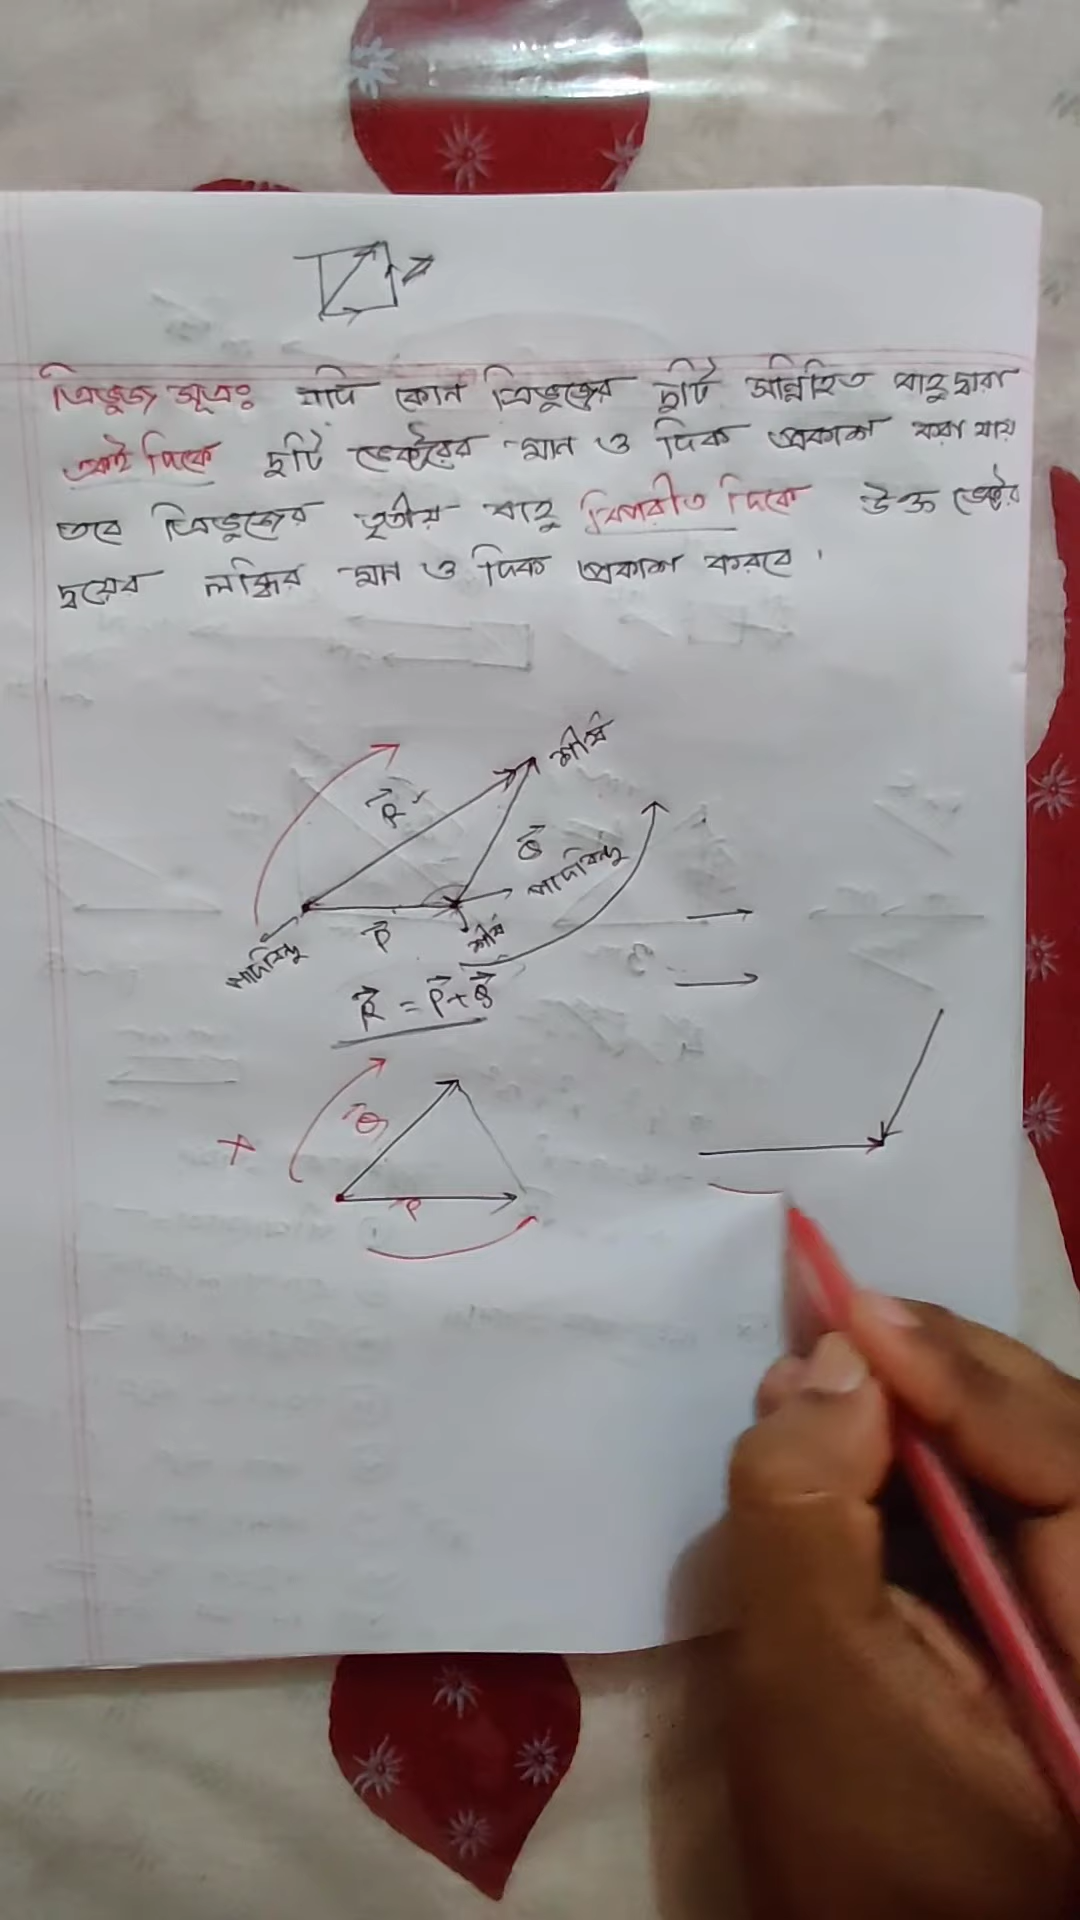 ত্রিভুজ সূত্রঃ যদি কোন ত্রিভুজের দুটি সন্নিহিত বাহু দ্বারা
একই দিকে দুটি ভেক্টরের মান ও দিক প্রকাশ করা যায়
তবে ত্রিভুজের তৃতীয় বাহু বিপরীত দিকে উক্ত ভেক্টর
দ্বয়ের লব্ধির মান ও দিক প্রকাশ করবে।
শীর্ষ
R⃗
Q⃗
পাদবিন্দু
P⃗
শীর্ষ
পাদবিন্দু
R⃗ = P⃗ + Q⃗
Q⃗
P⃗